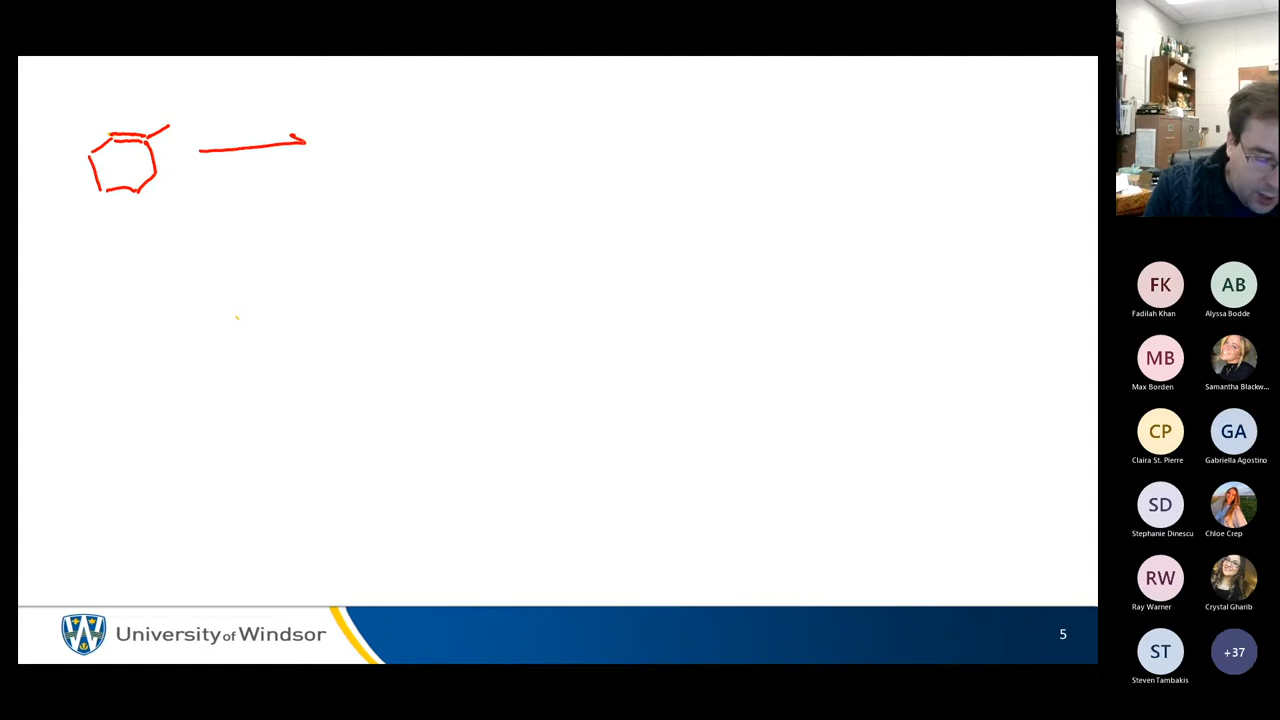 FK
AB
Fadilah Khan
Alyssa Bodde
MB
Max Borden
Samantha Blackw...
CP
GA
Claira St. Pierre
Gabriella Agostino
SD
Stephanie Dinescu
Chloe Crep
RW
Ray Warner
Crystal Gharib
ST
+37
Steven Tambakis
University of Windsor
5